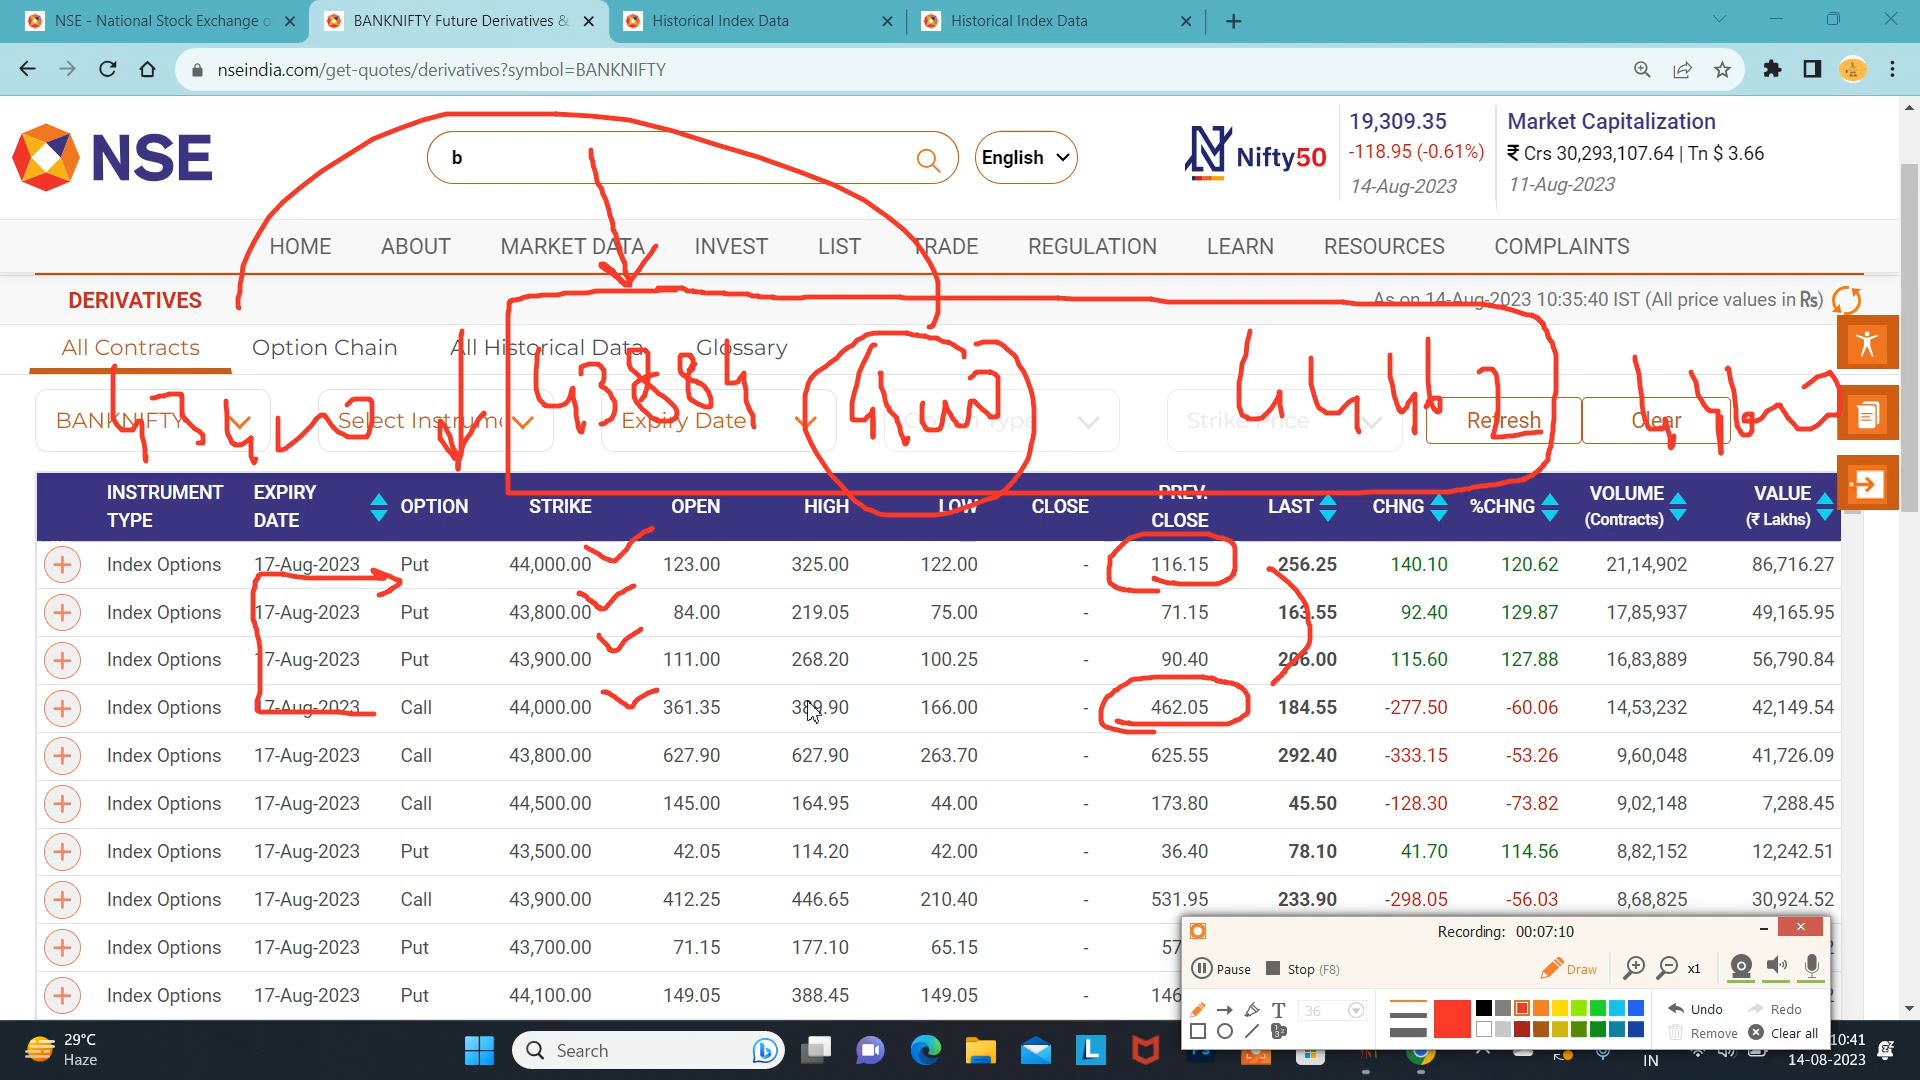 NSE - National Stock Exchange o
BANKNIFTY Future Derivatives &
Historical Index Data
Historical Index Data
nseindia.com/get-quotes/derivatives?symbol=BANKNIFTY
NSE
b
English
Nifty50
19,309.35
-118.95 (-0.61%)
14-Aug-2023
Market Capitalization
₹ Crs 30,293,107.64 | Tn $ 3.66
11-Aug-2023
HOME ABOUT MARKET DATA INVEST LIST TRADE REGULATION LEARN RESOURCES COMPLAINTS
DERIVATIVES
As on 14-Aug-2023 10:35:40 IST (All price values in Rs)
All Contracts Option Chain All Historical Data Glossary
43884
BANKNIFTY Select Instrume Expiry Date Option Type Strike Price Refresh Clear
INSTRUMENT TYPE EXPIRY DATE OPTION STRIKE OPEN HIGH LOW CLOSE PREV. CLOSE LAST CHNG %CHNG VOLUME (Contracts) VALUE (₹ Lakhs)
Index Options 17-Aug-2023 Put 44,000.00 123.00 325.00 122.00 - 116.15 256.25 140.10 120.62 21,14,902 86,716.27
Index Options 17-Aug-2023 Put 43,800.00 84.00 219.05 75.00 - 71.15 163.55 92.40 129.87 17,85,937 49,165.95
Index Options 17-Aug-2023 Put 43,900.00 111.00 268.20 100.25 - 90.40 206.00 115.60 127.88 16,83,889 56,790.84
Index Options 17-Aug-2023 Call 44,000.00 361.35 166.00 - 462.05 184.55 -277.50 -60.06 14,53,232 42,149.54
Index Options 17-Aug-2023 Call 43,800.00 627.90 627.90 263.70 - 625.55 292.40 -333.15 -53.26 9,60,048 41,726.09
Index Options 17-Aug-2023 Call 44,500.00 145.00 164.95 44.00 - 173.80 45.50 -128.30 -73.82 9,02,148 7,288.45
Index Options 17-Aug-2023 Put 43,500.00 42.05 114.20 42.00 - 36.40 78.10 41.70 114.56 8,82,152 12,242.51
Index Options 17-Aug-2023 Call 43,900.00 412.25 446.65 210.40 - 531.95 233.90 -298.05 -56.03 8,68,825 30,924.52
Index Options 17-Aug-2023 Put 43,700.00 71.15 177.10 65.15 - 57
Index Options 17-Aug-2023 Put 44,100.00 149.05 388.45 149.05 - 146
Recording: 00:07:10
Pause Stop (F8) Draw x1
T 36 Undo Redo
Remove Clear all
29°C
Haze
Search
IN
10:41
14-08-2023